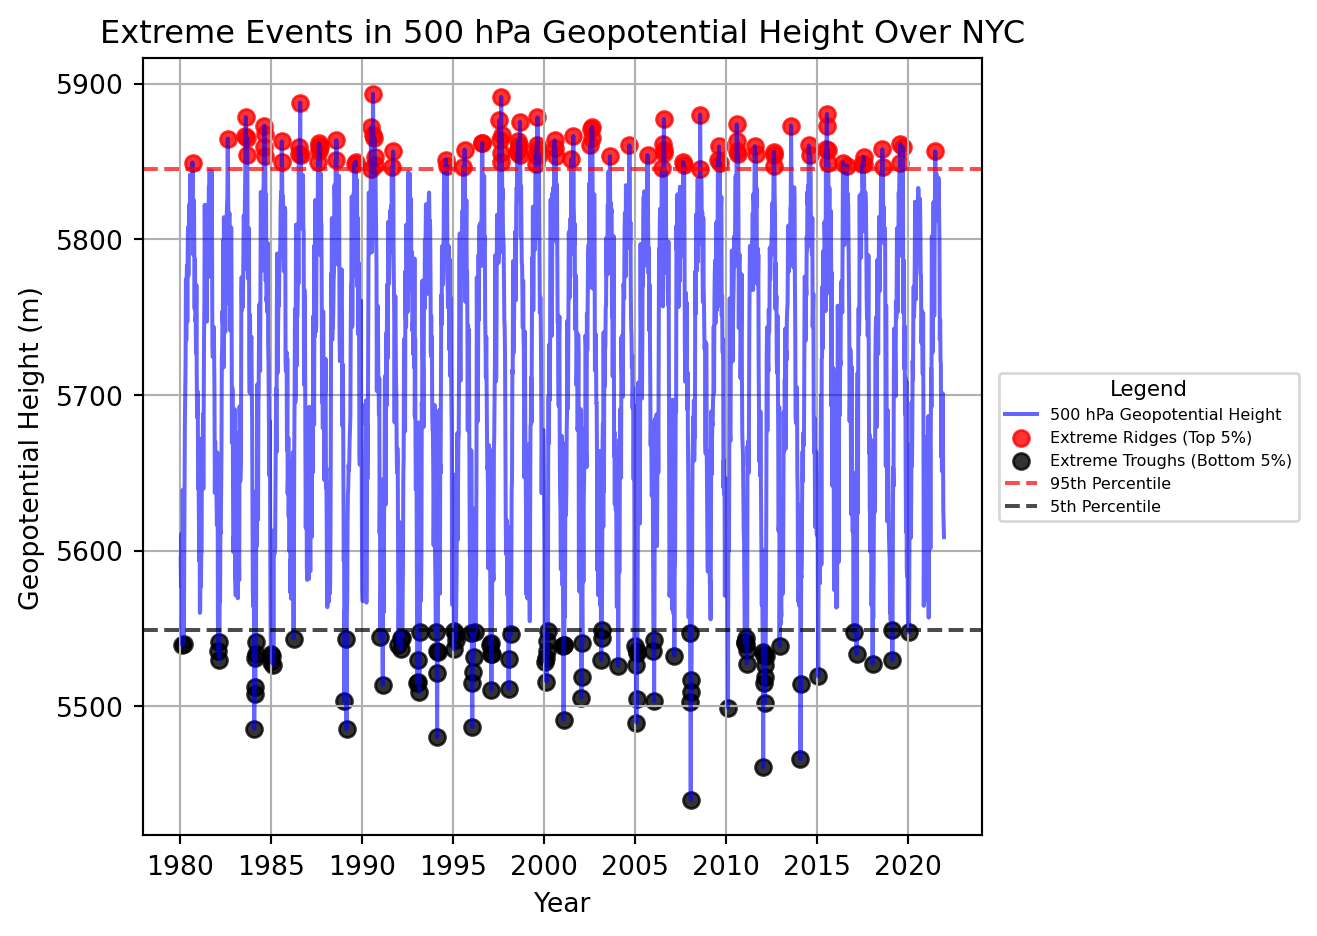 Extreme Events in 500 hPa Geopotential Height Over NYC
Geopotential Height (m)
5900
5800
5700
5600
5500
1980 1985 1990 1995 2000 2005 2010 2015 2020
Year
Legend
500 hPa Geopotential Height
Extreme Ridges (Top 5%)
Extreme Troughs (Bottom 5%)
95th Percentile
5th Percentile